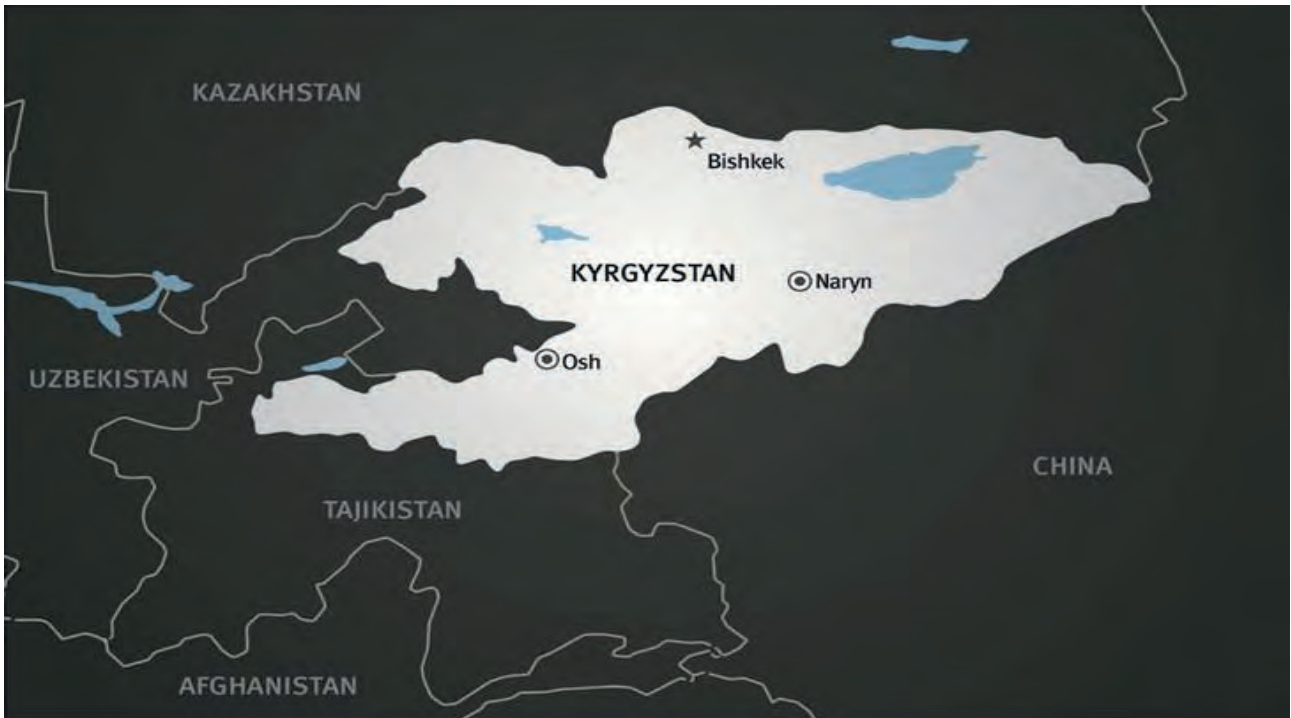 KAZAKHSTAN
Bishkek
KYRGYZSTAN
Naryn
Osh
UZBEKISTAN
CHINA
TAJIKISTAN
AFGHANISTAN